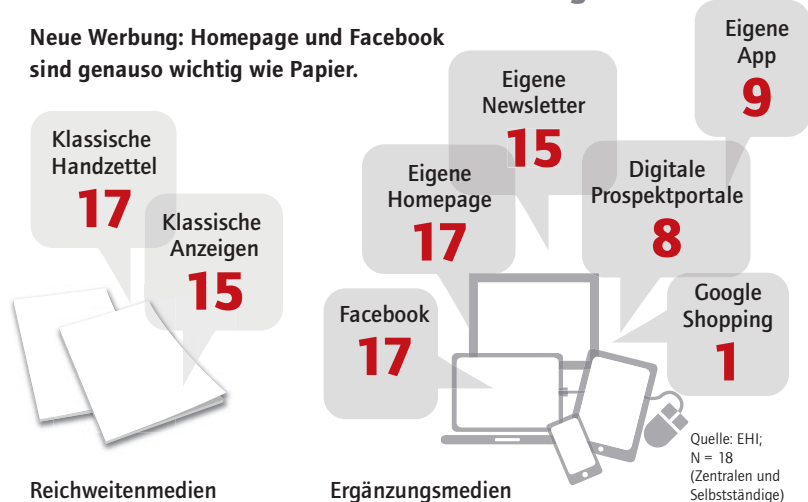 Neue Werbung: Homepage und Facebook
sind genauso wichtig wie Papier.
Klassische
Handzettel
17
Klassische
Anzeigen
15
Reichweitenmedien
Eigene
App
9
Eigene
Newsletter
15
Digitale
Prospektportale
8
Eigene
Homepage
17
Google
Shopping
1
Facebook
17
Ergänzungsmedien
Quelle: EHI;
N = 18
(Zentralen und
Selbstständige)